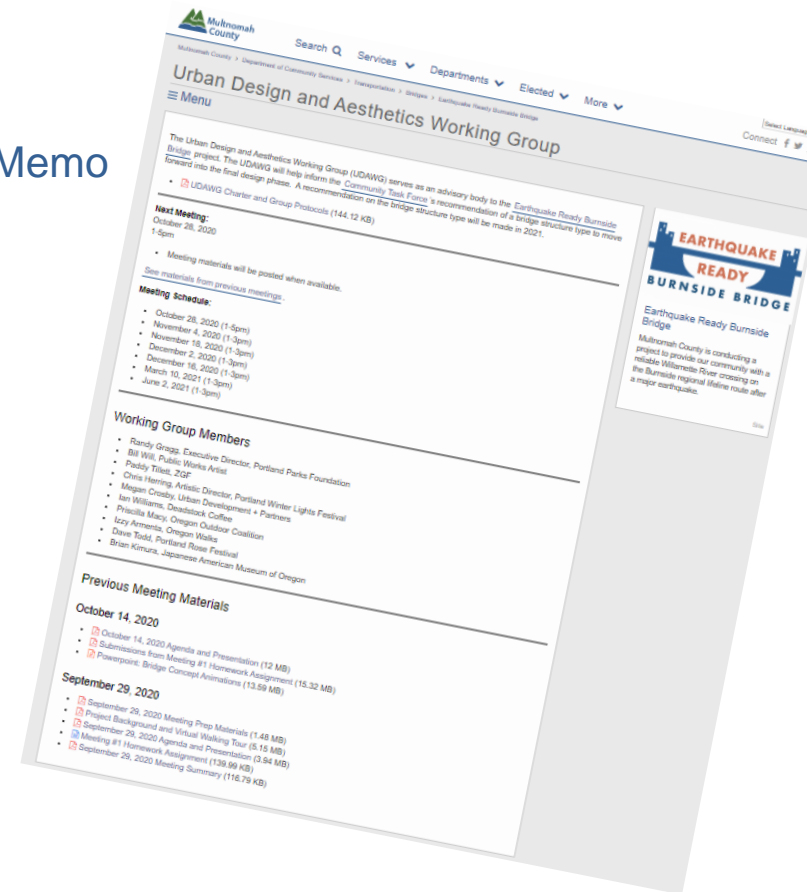 Memo
Multnomah
County
Search
Services
Departments
Elected
More
Select Language
Connect
Multnomah County > Department of Community Services > Transportation > Bridges > Earthquake Ready Burnside Bridge
Urban Design and Aesthetics Working Group
≡ Menu
The Urban Design and Aesthetics Working Group (UDAWG) serves as an advisory body to the Earthquake Ready Burnside
Bridge project. The UDAWG will help inform the Community Task Force's recommendation of a bridge structure type to move
forward into the final design phase. A recommendation on the bridge structure type will be made in 2021.
• UDAWG Charter and Group Protocols (144.12 KB)
Next Meeting:
October 28, 2020
1-5pm
• Meeting materials will be posted when available.
See materials from previous meetings.
Meeting Schedule:
• October 28, 2020 (1-5pm)
• November 4, 2020 (1-3pm)
• November 18, 2020 (1-3pm)
• December 2, 2020 (1-3pm)
• December 16, 2020 (1-3pm)
• March 10, 2021 (1-3pm)
• June 2, 2021 (1-3pm)
Working Group Members
• Randy Gragg, Executive Director, Portland Parks Foundation
• Bill Will, Public Works Artist
• Paddy Tillett, ZGF
• Chris Herring, Artistic Director, Portland Winter Lights Festival
• Megan Crosby, Urban Development + Partners
• Ian Williams, Deadstock Coffee
• Priscilla Macy, Oregon Outdoor Coalition
• Izzy Armenta, Oregon Walks
• Dave Todd, Portland Rose Festival
• Brian Kimura, Japanese American Museum of Oregon
Previous Meeting Materials
October 14, 2020
• October 14, 2020 Agenda and Presentation (12 MB)
• Submissions from Meeting #1 Homework Assignment (15.32 MB)
• Powerpoint: Bridge Concept Animations (13.59 MB)
September 29, 2020
• September 29, 2020 Meeting Prep Materials (1.48 MB)
• Project Background and Virtual Walking Tour (5.15 MB)
• September 29, 2020 Agenda and Presentation (3.94 MB)
• Meeting #1 Homework Assignment (139.99 KB)
• September 29, 2020 Meeting Summary (116.79 KB)
EARTHQUAKE
READY
BURNSIDE BRIDGE
Earthquake Ready Burnside
Bridge
Multnomah County is conducting a
project to provide our community with a
reliable Willamette River crossing on
the Burnside regional lifeline route after
a major earthquake.